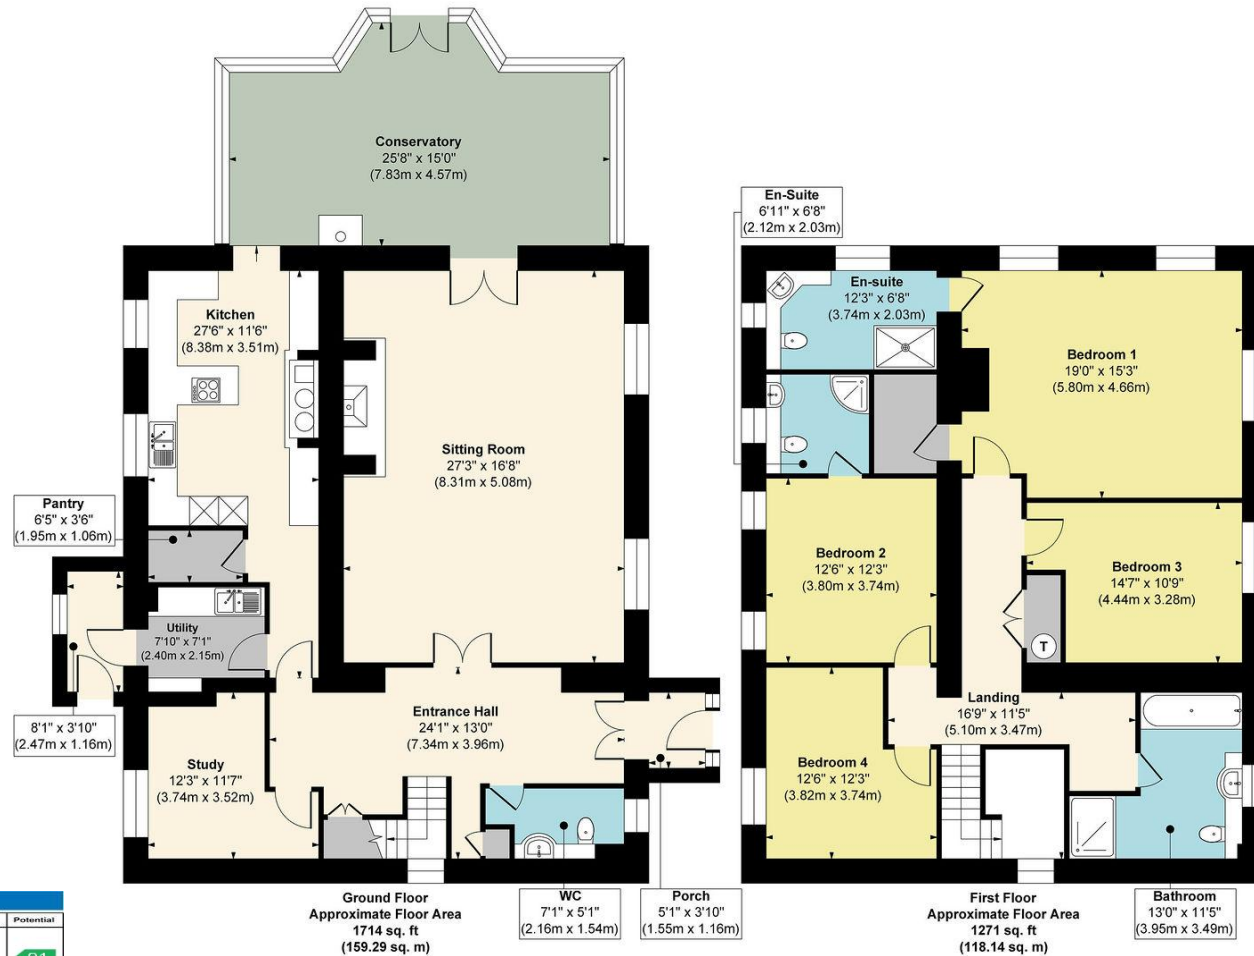 Conservatory
25'8" x 15'0"
(7.83m x 4.57m)
Kitchen
27'6" x 11'6"
(8.38m x 3.51m)
Sitting Room
27'3" x 16'8"
(8.31m x 5.08m)
Pantry
6'5" x 3'6"
(1.95m x 1.06m)
Utility
7'10" x 7'1"
(2.40m x 2.15m)
8'1" x 3'10"
(2.47m x 1.16m)
Entrance Hall
24'1" x 13'0"
(7.34m x 3.96m)
Study
12'3" x 11'7"
(3.74m x 3.52m)
Ground Floor
Approximate Floor Area
1714 sq. ft
(159.29 sq. m)
WC
7'1" x 5'1"
(2.16m x 1.54m)
Porch
5'1" x 3'10"
(1.55m x 1.16m)
En-Suite
6'11" x 6'8"
(2.12m x 2.03m)
En-suite
12'3" x 6'8"
(3.74m x 2.03m)
Bedroom 1
19'0" x 15'3"
(5.80m x 4.66m)
Bedroom 2
12'6" x 12'3"
(3.80m x 3.74m)
Bedroom 3
14'7" x 10'9"
(4.44m x 3.28m)
T
Landing
16'9" x 11'5"
(5.10m x 3.47m)
Bedroom 4
12'6" x 12'3"
(3.82m x 3.74m)
First Floor
Approximate Floor Area
1271 sq. ft
(118.14 sq. m)
Bathroom
13'0" x 11'5"
(3.95m x 3.49m)
Potential